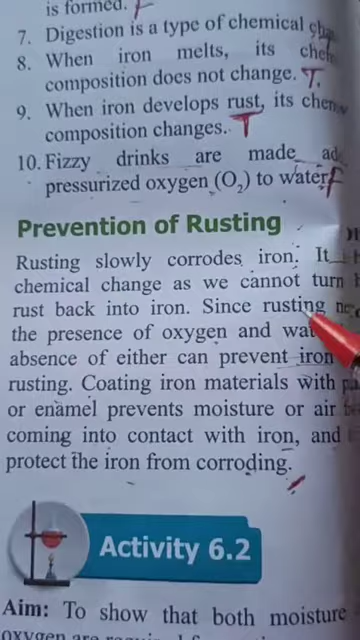 is formed. F
7. Digestion is a type of chemical
8. When iron melts, its
composition does not change. T.
9. When iron develops rust, its
composition changes. T
10. Fizzy drinks are made
pressurized oxygen (O₂) to water. F
Prevention of Rusting
Rusting slowly corrodes iron. It
chemical change as we cannot turn
rust back into iron. Since rusting
the presence of oxygen and
absence of either can prevent iron
rusting. Coating iron materials with
or enamel prevents moisture or air
coming into contact with iron, and
protect the iron from corroding.
Activity 6.2
Aim: To show that both moisture
oxygen are